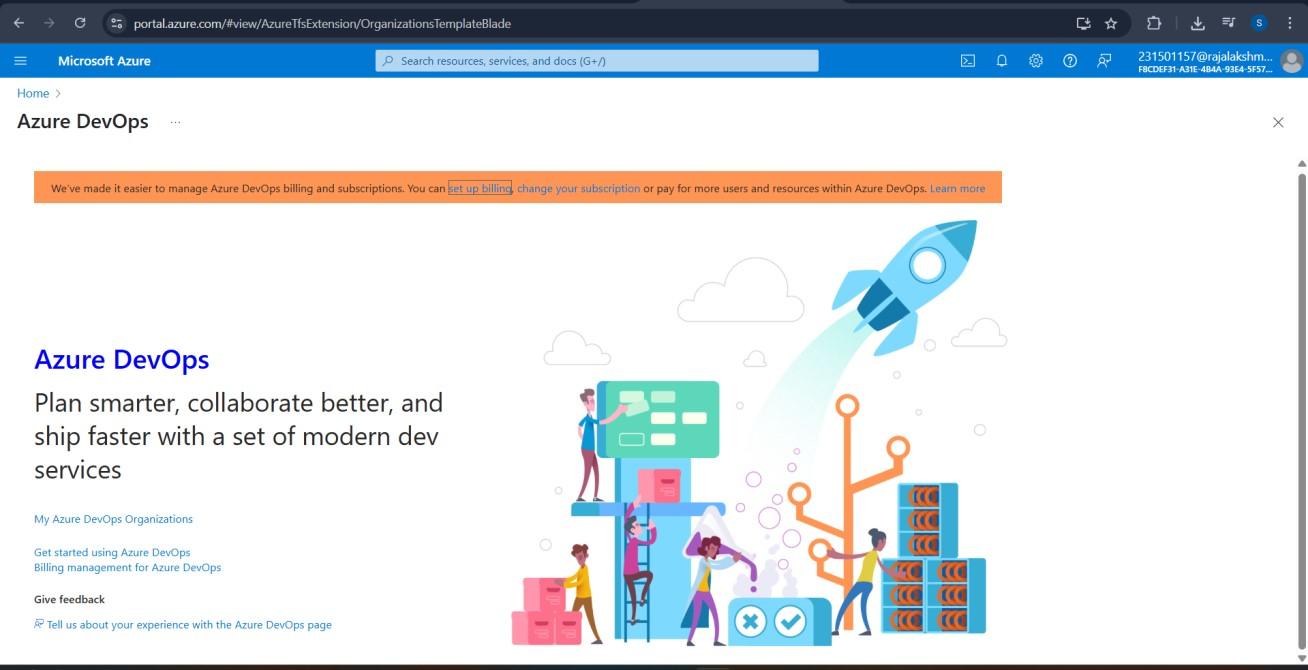 portal.azure.com/#view/AzureTfsExtension/OrganizationsTemplateBlade
S
Microsoft Azure
Search resources, services, and docs (G+/)
231501157@rajalakshm...
F8CDEF31-A31E-4B4A-93E4-5F57...
Home
Azure DevOps
...
We've made it easier to manage Azure DevOps billing and subscriptions. You can set up billing, change your subscription or pay for more users and resources within Azure DevOps. Learn more
Azure DevOps
Plan smarter, collaborate better, and
ship faster with a set of modern dev
services
My Azure DevOps Organizations
Get started using Azure DevOps
Billing management for Azure DevOps
Give feedback
Tell us about your experience with the Azure DevOps page